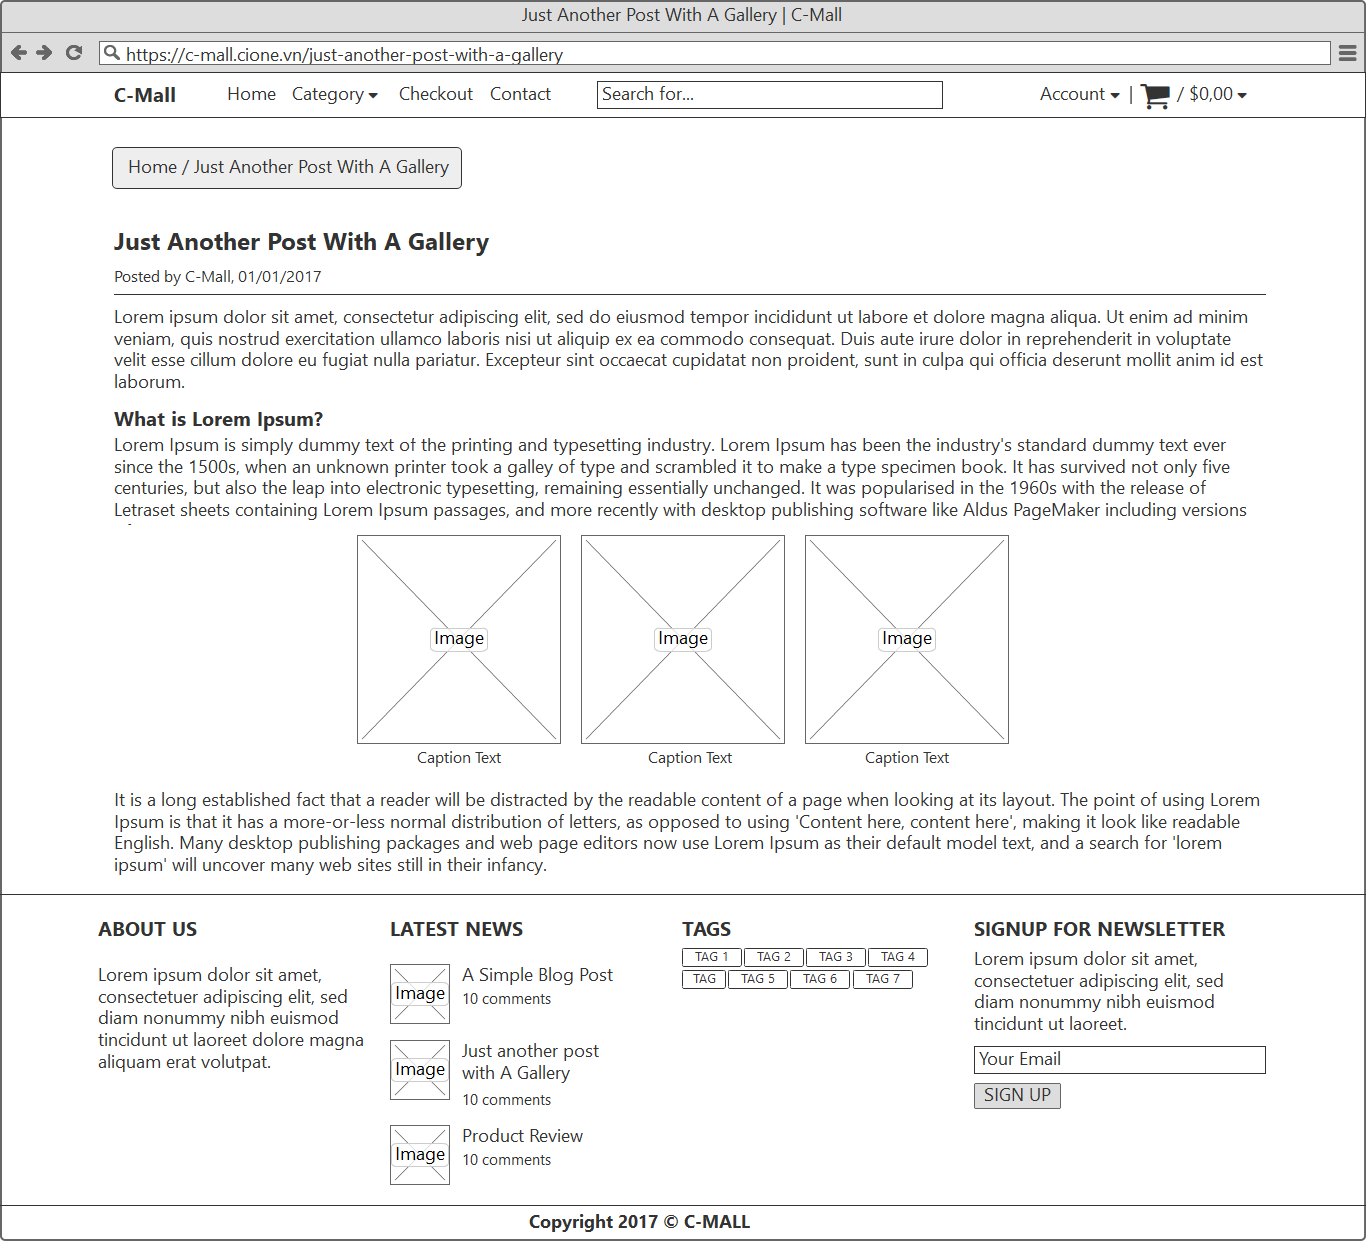 Just Another Post With A Gallery | C-Mall
https://c-mall.cione.vn/just-another-post-with-a-gallery
C-Mall Home Category Checkout Contact Search for... Account | / $0,00
Home / Just Another Post With A Gallery
Just Another Post With A Gallery
Posted by C-Mall, 01/01/2017
Lorem ipsum dolor sit amet, consectetur adipiscing elit, sed do eiusmod tempor incididunt ut labore et dolore magna aliqua. Ut enim ad minim
veniam, quis nostrud exercitation ullamco laboris nisi ut aliquip ex ea commodo consequat. Duis aute irure dolor in reprehenderit in voluptate
velit esse cillum dolore eu fugiat nulla pariatur. Excepteur sint occaecat cupidatat non proident, sunt in culpa qui officia deserunt mollit anim id est
laborum.
What is Lorem Ipsum?
Lorem Ipsum is simply dummy text of the printing and typesetting industry. Lorem Ipsum has been the industry's standard dummy text ever
since the 1500s, when an unknown printer took a galley of type and scrambled it to make a type specimen book. It has survived not only five
centuries, but also the leap into electronic typesetting, remaining essentially unchanged. It was popularised in the 1960s with the release of
Letraset sheets containing Lorem Ipsum passages, and more recently with desktop publishing software like Aldus PageMaker including versions
Image Image Image
Caption Text Caption Text Caption Text
It is a long established fact that a reader will be distracted by the readable content of a page when looking at its layout. The point of using Lorem
Ipsum is that it has a more-or-less normal distribution of letters, as opposed to using 'Content here, content here', making it look like readable
English. Many desktop publishing packages and web page editors now use Lorem Ipsum as their default model text, and a search for 'lorem
ipsum' will uncover many web sites still in their infancy.
ABOUT US
Lorem ipsum dolor sit amet,
consectetuer adipiscing elit, sed
diam nonummy nibh euismod
tincidunt ut laoreet dolore magna
aliquam erat volutpat.
LATEST NEWS
Image
A Simple Blog Post
10 comments
Image
Just another post
with A Gallery
10 comments
Image
Product Review
10 comments
TAGS
TAG 1 TAG 2 TAG 3 TAG 4
TAG TAG 5 TAG 6 TAG 7
SIGNUP FOR NEWSLETTER
Lorem ipsum dolor sit amet,
consectetuer adipiscing elit, sed
diam nonummy nibh euismod
tincidunt ut laoreet.
Your Email
SIGN UP
Copyright 2017 © C-MALL